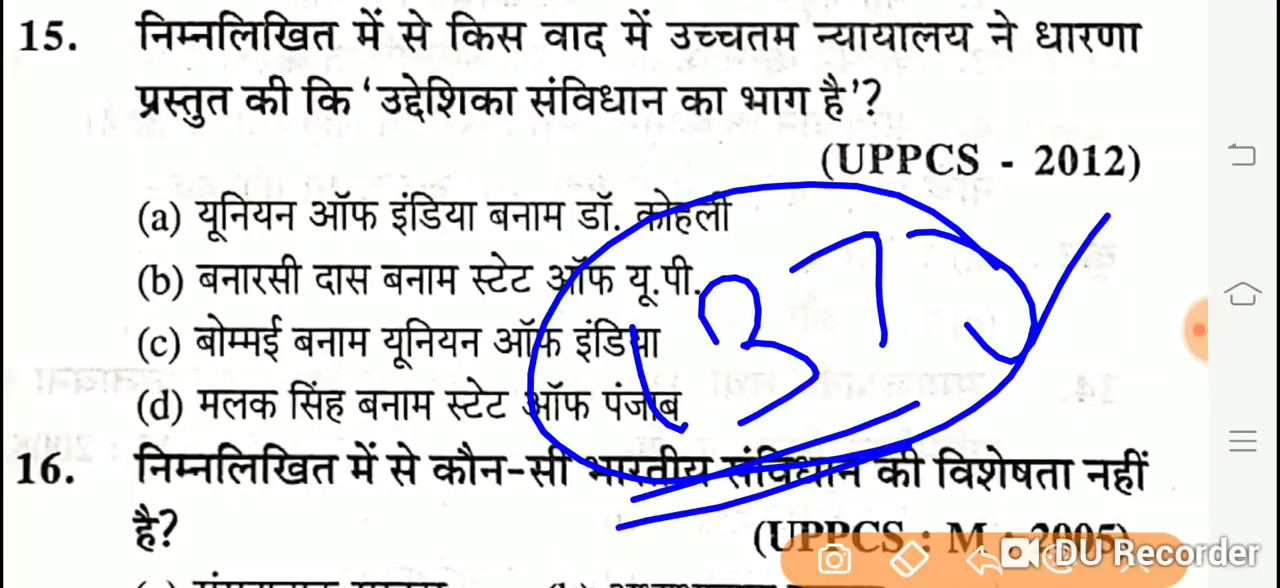 15. निम्नलिखित में से किस वाद में उच्चतम न्यायालय ने धारणा
प्रस्तुत की कि ‘उद्देशिका संविधान का भाग है’?
(UPPCS - 2012)
(a) यूनियन ऑफ इंडिया बनाम डॉ. कोहली
(b) बनारसी दास बनाम स्टेट ऑफ यू.पी.
(c) बोम्मई बनाम यूनियन ऑफ इंडिया
(d) मलक सिंह बनाम स्टेट ऑफ पंजाब
(37)
16. निम्नलिखित में से कौन-सी भारतीय संविधान की विशेषता नहीं
है?
(UPPCS : M : 2005)
DU Recorder